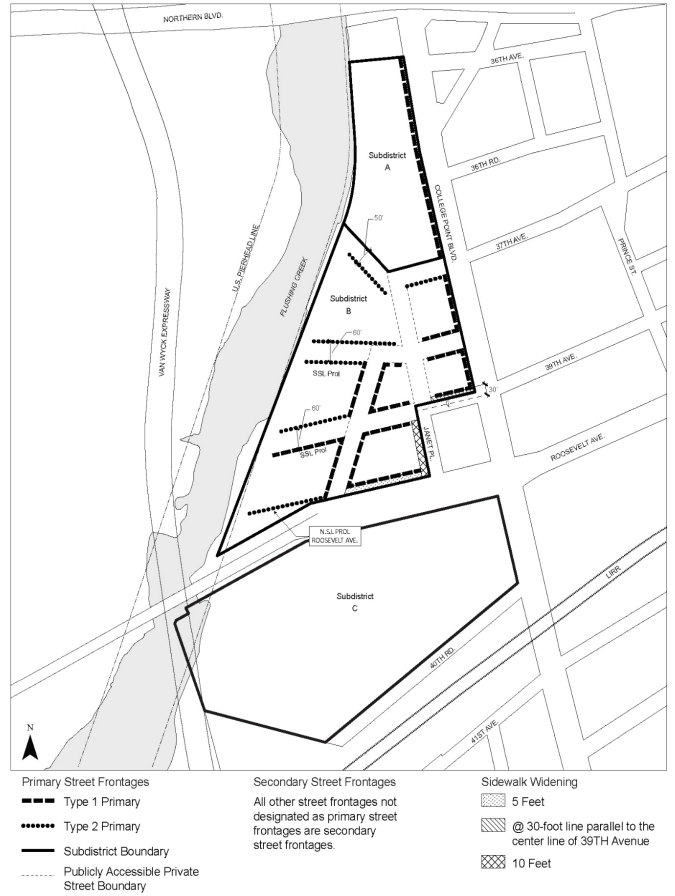 NORTHERN BLVD.
36TH AVE.
Subdistrict
A
36TH RD.
COLLEGE POINT BLVD.
50'
37TH AVE.
PRINCE ST.
U.S. PIERHEAD LINE
FLUSHING CREEK
VAN WYCK EXPRESSWAY
Subdistrict
B
60'
SSL Prol
39TH AVE.
30'
60'
JANET PL.
SSL Prol
ROOSEVELT AVE.
N.S.L PROL
ROOSEVELT AVE.
LIRR
Subdistrict
C
40TH RD.
41ST AVE.
N
Primary Street Frontages
Type 1 Primary
Type 2 Primary
Subdistrict Boundary
Publicly Accessible Private
Street Boundary
Secondary Street Frontages
All other street frontages not
designated as primary street
frontages are secondary
street frontages.
Sidewalk Widening
5 Feet
@ 30-foot line parallel to the
center line of 39TH Avenue
10 Feet